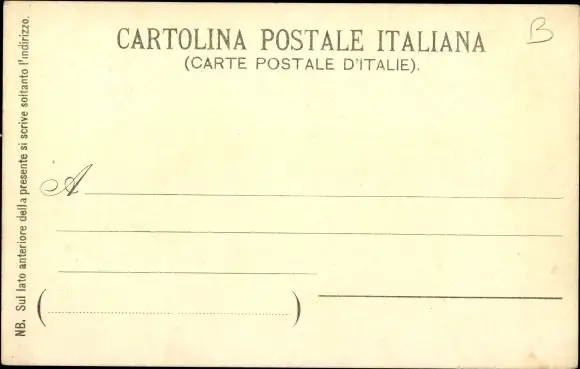 CARTOLINA POSTALE ITALIANA
(CARTE POSTALE D'ITALIE).
B
A
NB. Sul lato anteriore della presente si scrive soltanto l'indirizzo.